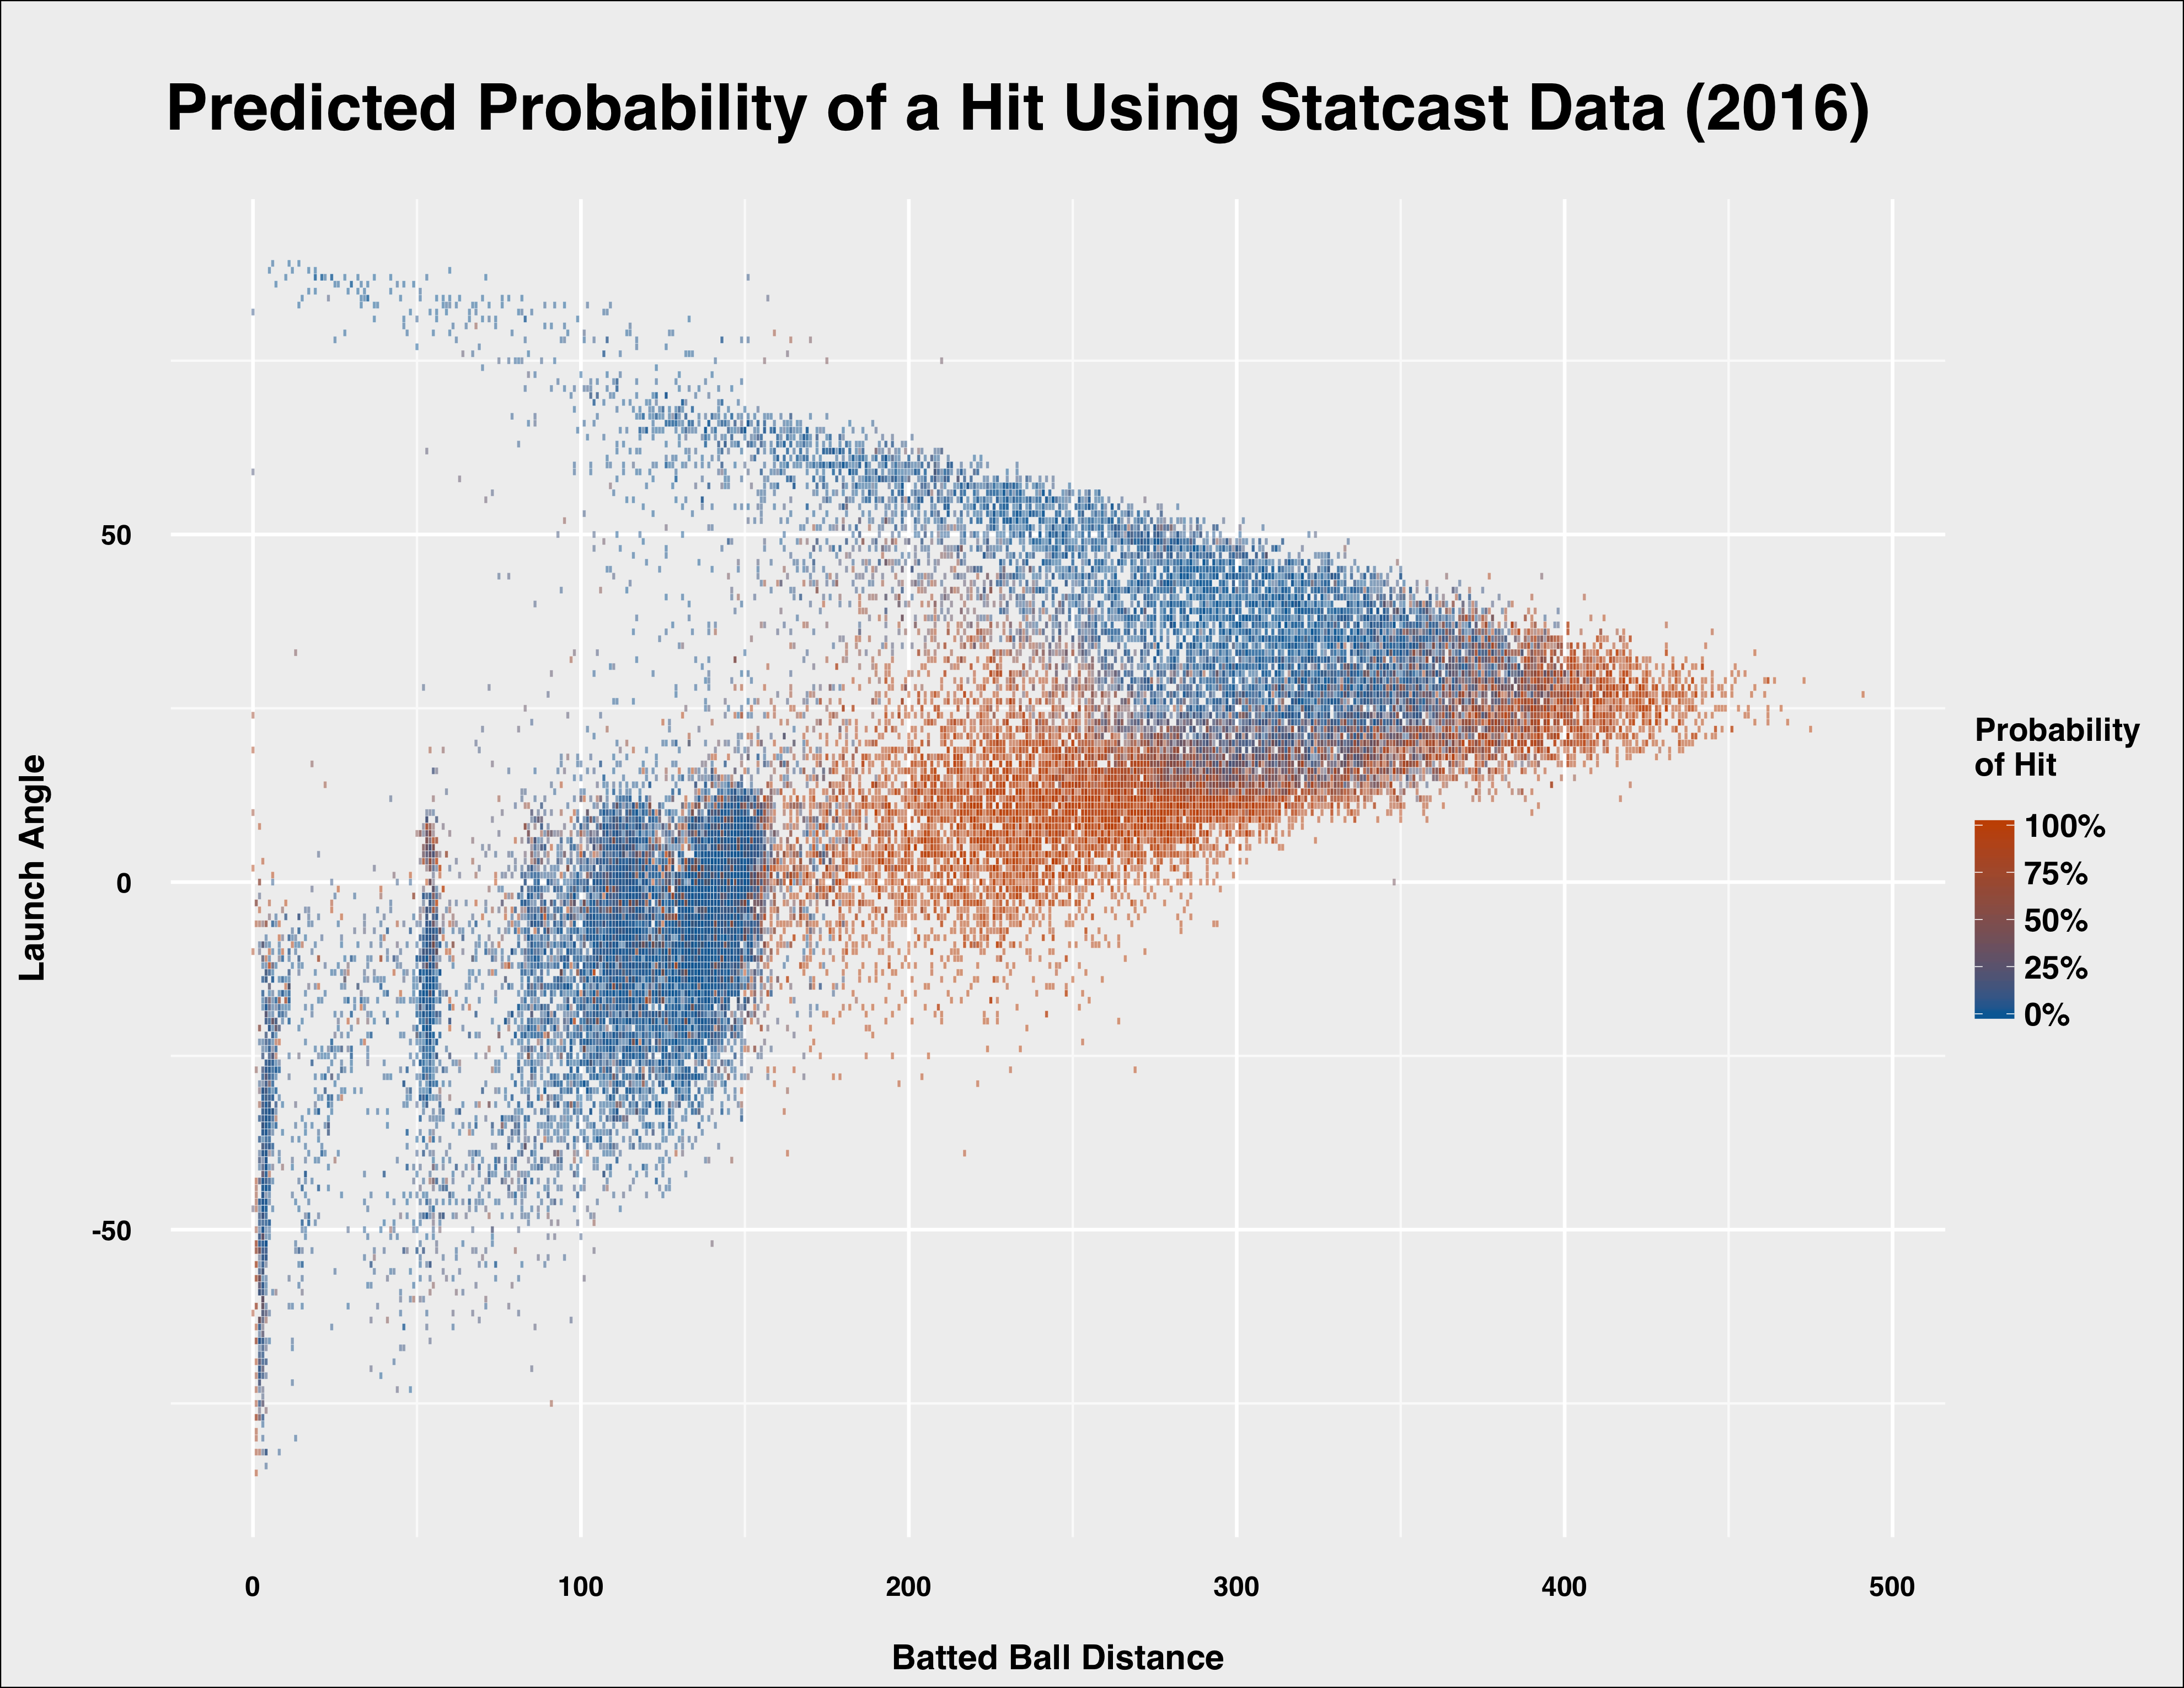 Predicted Probability of a Hit Using Statcast Data (2016)
Launch Angle
50
0
-50
0
100
200
300
400
500
Batted Ball Distance
Probability
of Hit
100%
75%
50%
25%
0%